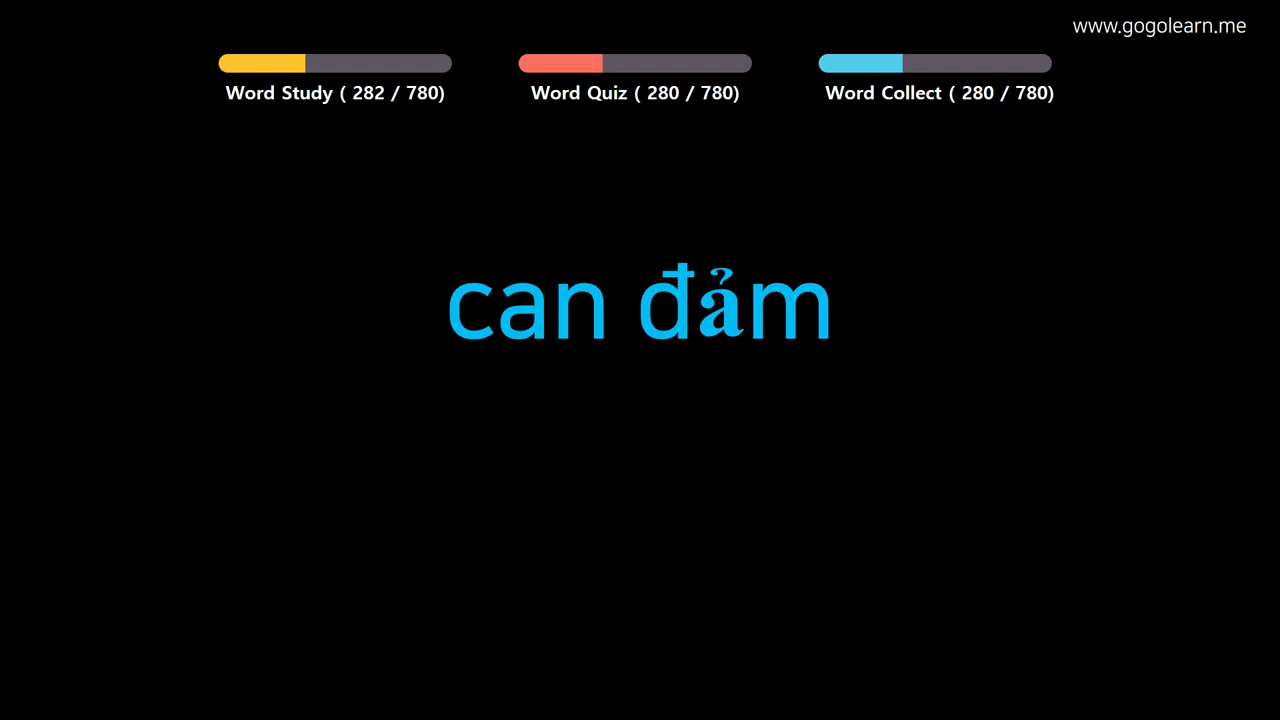 www.gogolearn.me
Word Study ( 282 / 780)
Word Quiz ( 280 / 780)
Word Collect ( 280 / 780)
can đảm